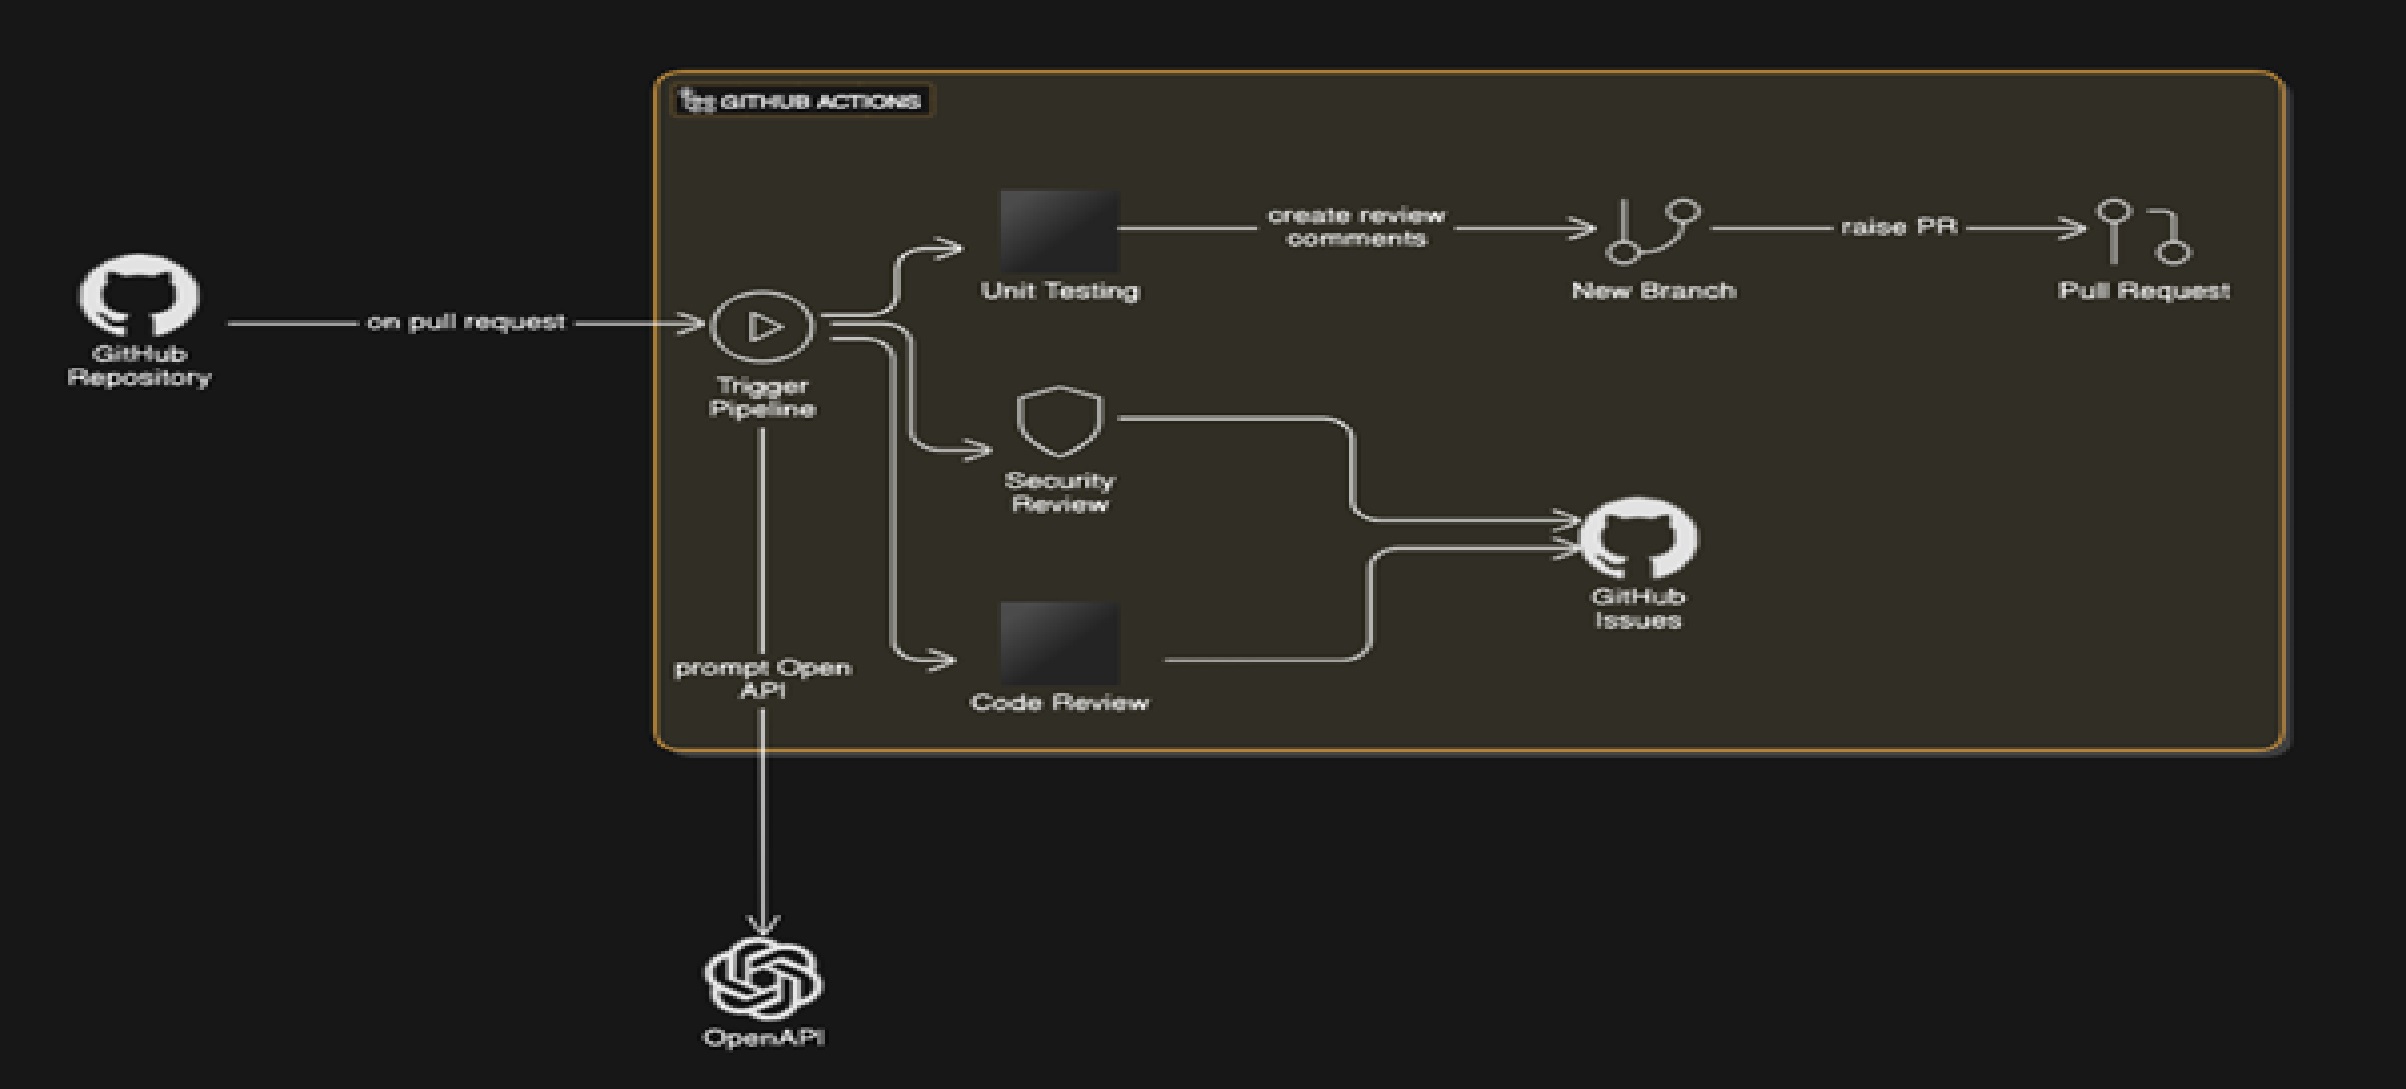 GITHUB ACTIONS
create review
comments
raise PR
Unit Testing
New Branch
Pull Request
on pull request
GitHub
Repository
Trigger
Pipeline
Security
Review
GitHub
Issues
prompt Open
API
Code Review
OpenAPI